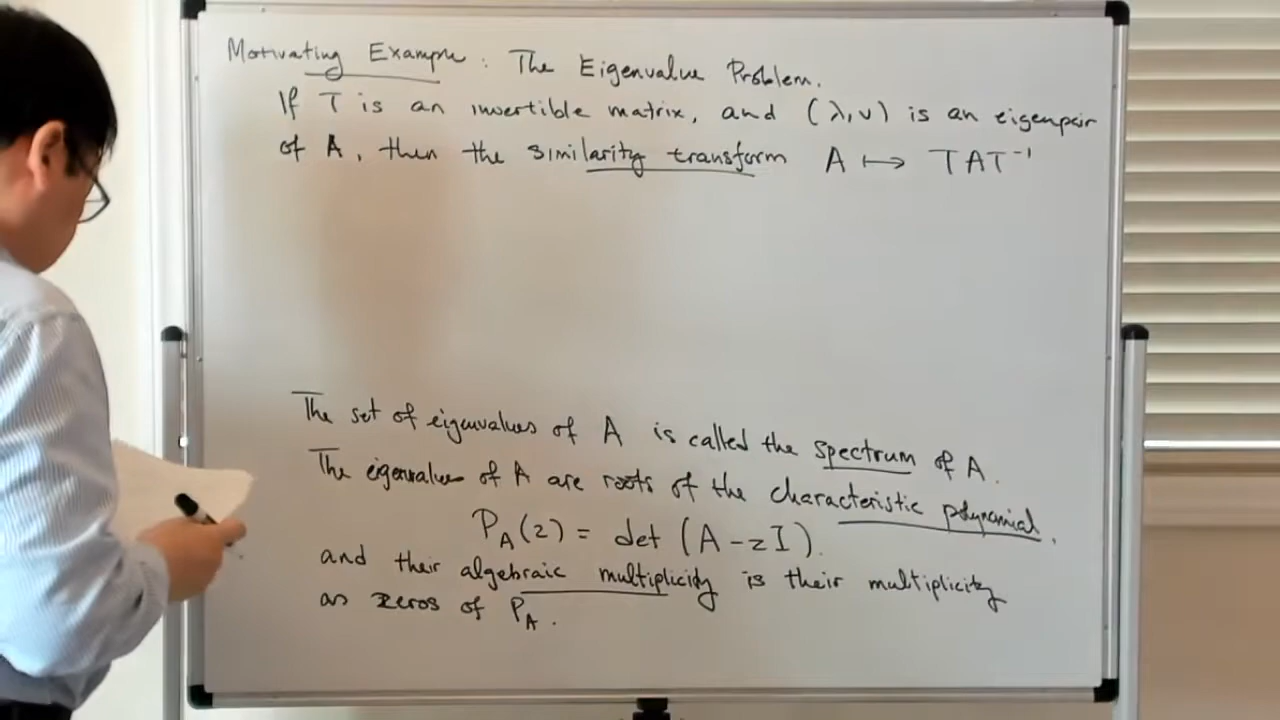 Motivating Example: The Eigenvalue Problem.
If T is an invertible matrix, and (λ,v) is an eigenpair
of A, then the similarity transform A ↦ TAT⁻¹
The set of eigenvalues of A is called the spectrum of A.
The eigenvalues of A are roots of the characteristic polynomial.
P_A(z) = det (A-zI).
and their algebraic multiplicity is their multiplicity
as zeros of P_A.